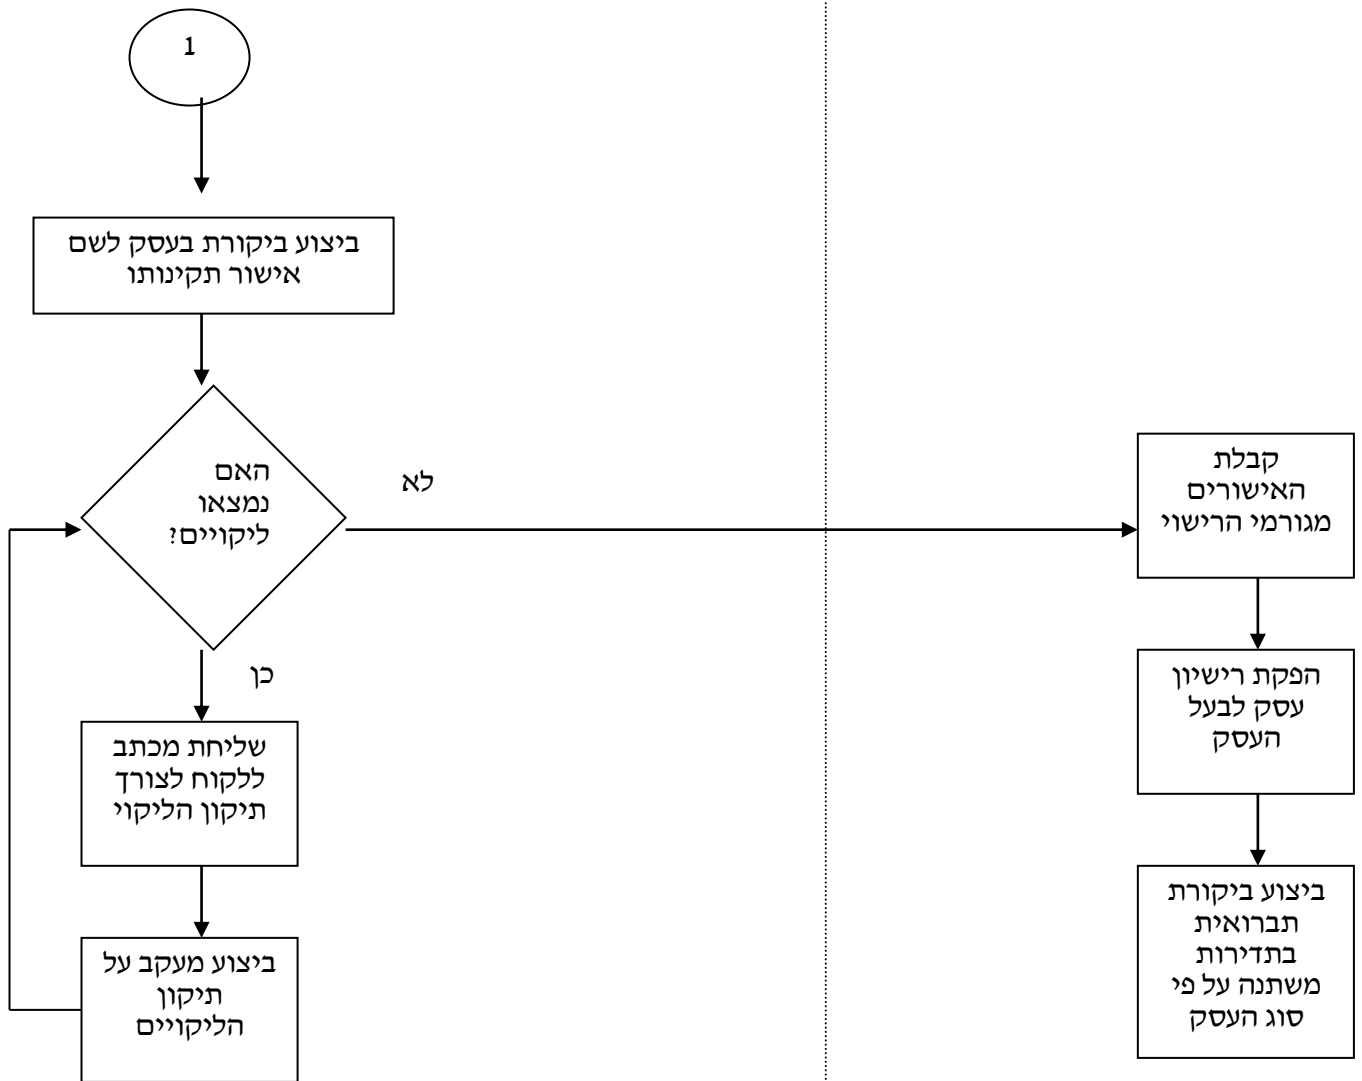 1
ביצוע ביקורת בעסק לשם
אישור תקינותו
האם
נמצאו
ליקויים?
לא
כן
שליחת מכתב
ללקוח לצורך
תיקון הליקוי
ביצוע מעקב על
תיקון
הליקויים
קבלת
האישורים
מגורמי הרישוי
הפקת רישיון
עסק לבעל
העסק
ביצוע ביקורת
תברואית
בתדירות
משתנה על פי
סוג העסק